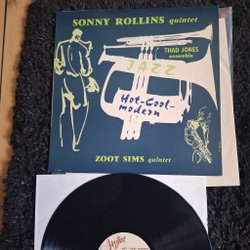 SONNY ROLLINS quintet
THAD JONES
ensemble
JAZZ
Hot-Cool-
modern
ZOOT SIMS quintet